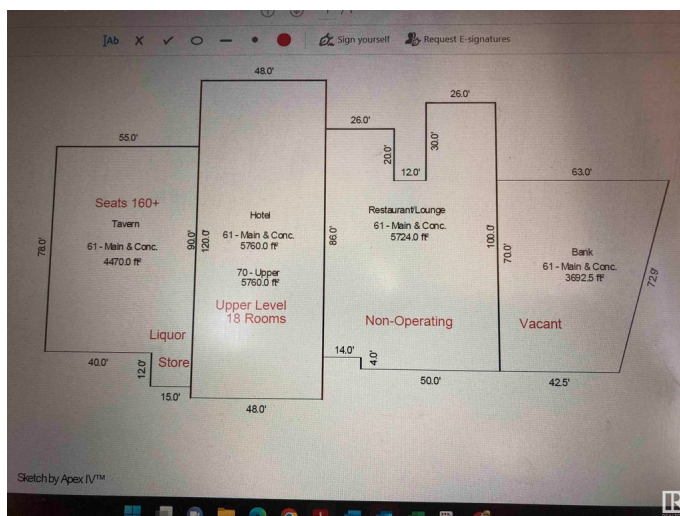 Ab
Sign yourself
Request E-signatures
48.0'
26.0'
26.0'
55.0'
20.0'
30.0'
12.0'
63.0'
Seats 160+
Tavern
61 - Main & Conc.
4470.0 ft²
78.0'
90.0'
120.0'
Hotel
61 - Main & Conc.
5760.0 ft²
70 - Upper
5760.0 ft²
Upper Level
18 Rooms
86.0'
Restaurant/Lounge
61 - Main & Conc.
5724.0 ft²
100.0'
70.0'
Bank
61 - Main & Conc.
3692.5 ft²
72.9'
Non-Operating
Vacant
Liquor
Store
40.0'
12.0'
15.0'
48.0'
14.0'
4.0'
50.0'
42.5'
Sketch by Apex IV™